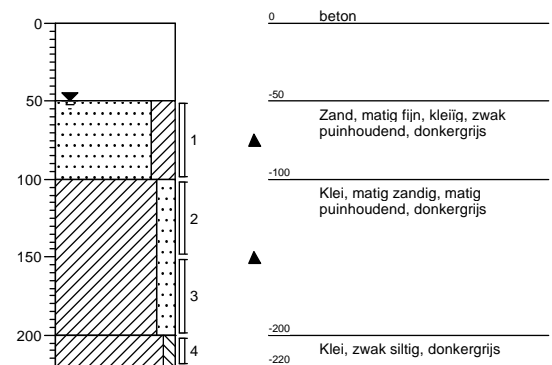 0
50
100
150
200
1
2
3
4
0 beton
-50
Zand, matig fijn, kleiïg, zwak
puinhoudend, donkergrijs
-100
Klei, matig zandig, matig
puinhoudend, donkergrijs
-200
Klei, zwak siltig, donkergrijs
-220